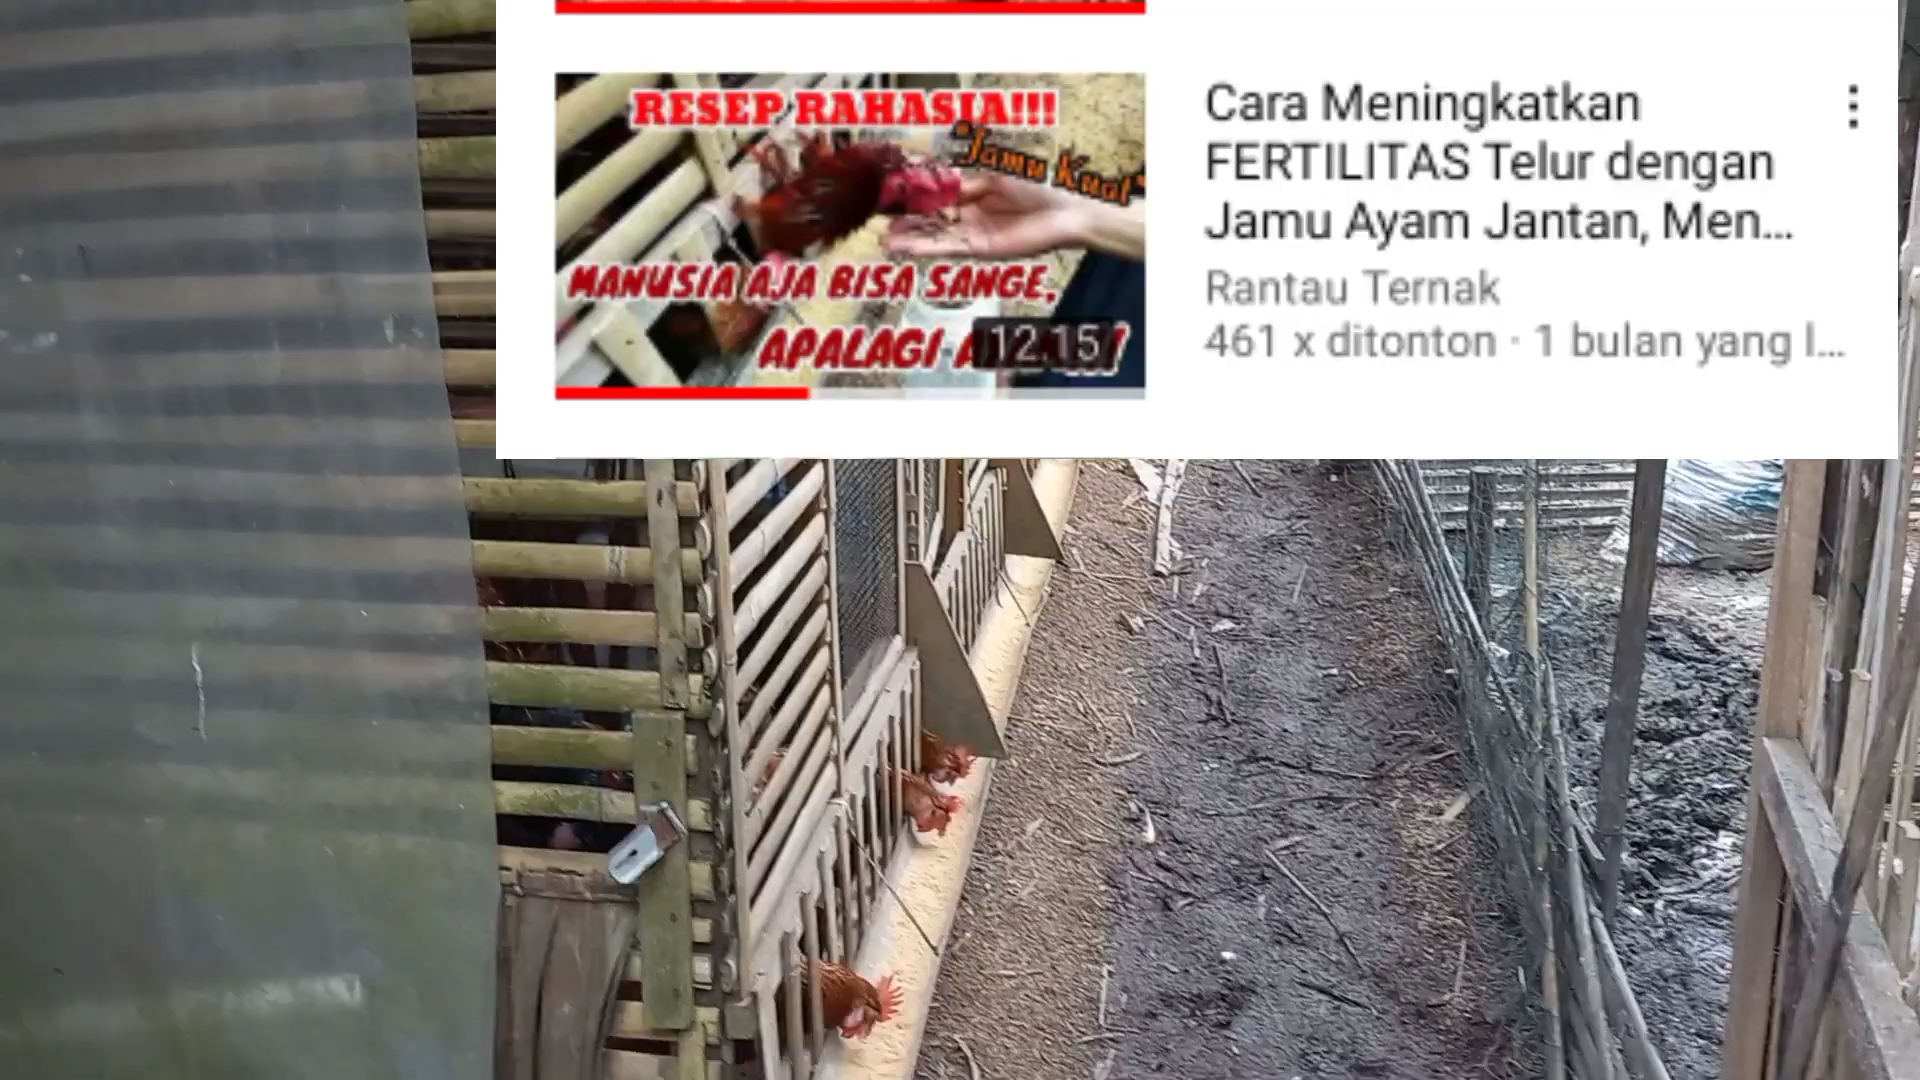 RESEP RAHASIA!!!
"Jamu Kuat"
MANUSIA AJA BISA SANGE,
APALAGI
12.15
Cara Meningkatkan
FERTILITAS Telur dengan
Jamu Ayam Jantan, Men...
Rantau Ternak
461 x ditonton · 1 bulan yang l...